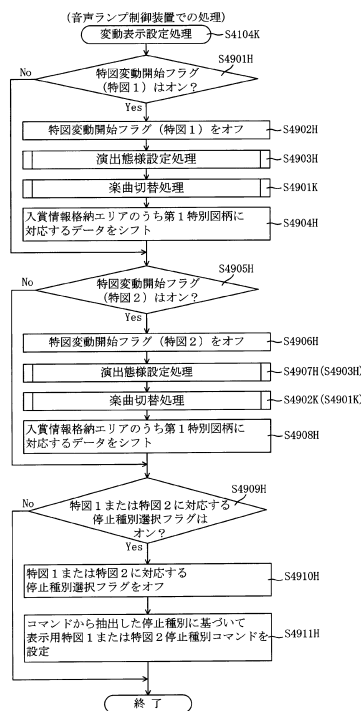 (音声ランプ制御装置での処理)
変動表示設定処理
S4104K
S4901H
No
特図変動開始フラグ
(特図1)はオン?
Yes
特図変動開始フラグ(特図1)をオフ
S4902H
演出態様設定処理
S4903H
楽曲切替処理
S4901K
入賞情報格納エリアのうち第1特別図柄に
対応するデータをシフト
S4904H
S4905H
No
特図変動開始フラグ
(特図2)はオン?
Yes
特図変動開始フラグ(特図2)をオフ
S4906H
演出態様設定処理
S4907H(S4903H)
楽曲切替処理
S4902K(S4901K)
入賞情報格納エリアのうち第1特別図柄に
対応するデータをシフト
S4908H
S4909H
No
特図1または特図2に対応する
停止種別選択フラグは
オン?
Yes
特図1または特図2に対応する
停止種別選択フラグをオフ
S4910H
コマンドから抽出した停止種別に基づいて
表示用特図1または特図2停止種別コマンドを
設定
S4911H
終了